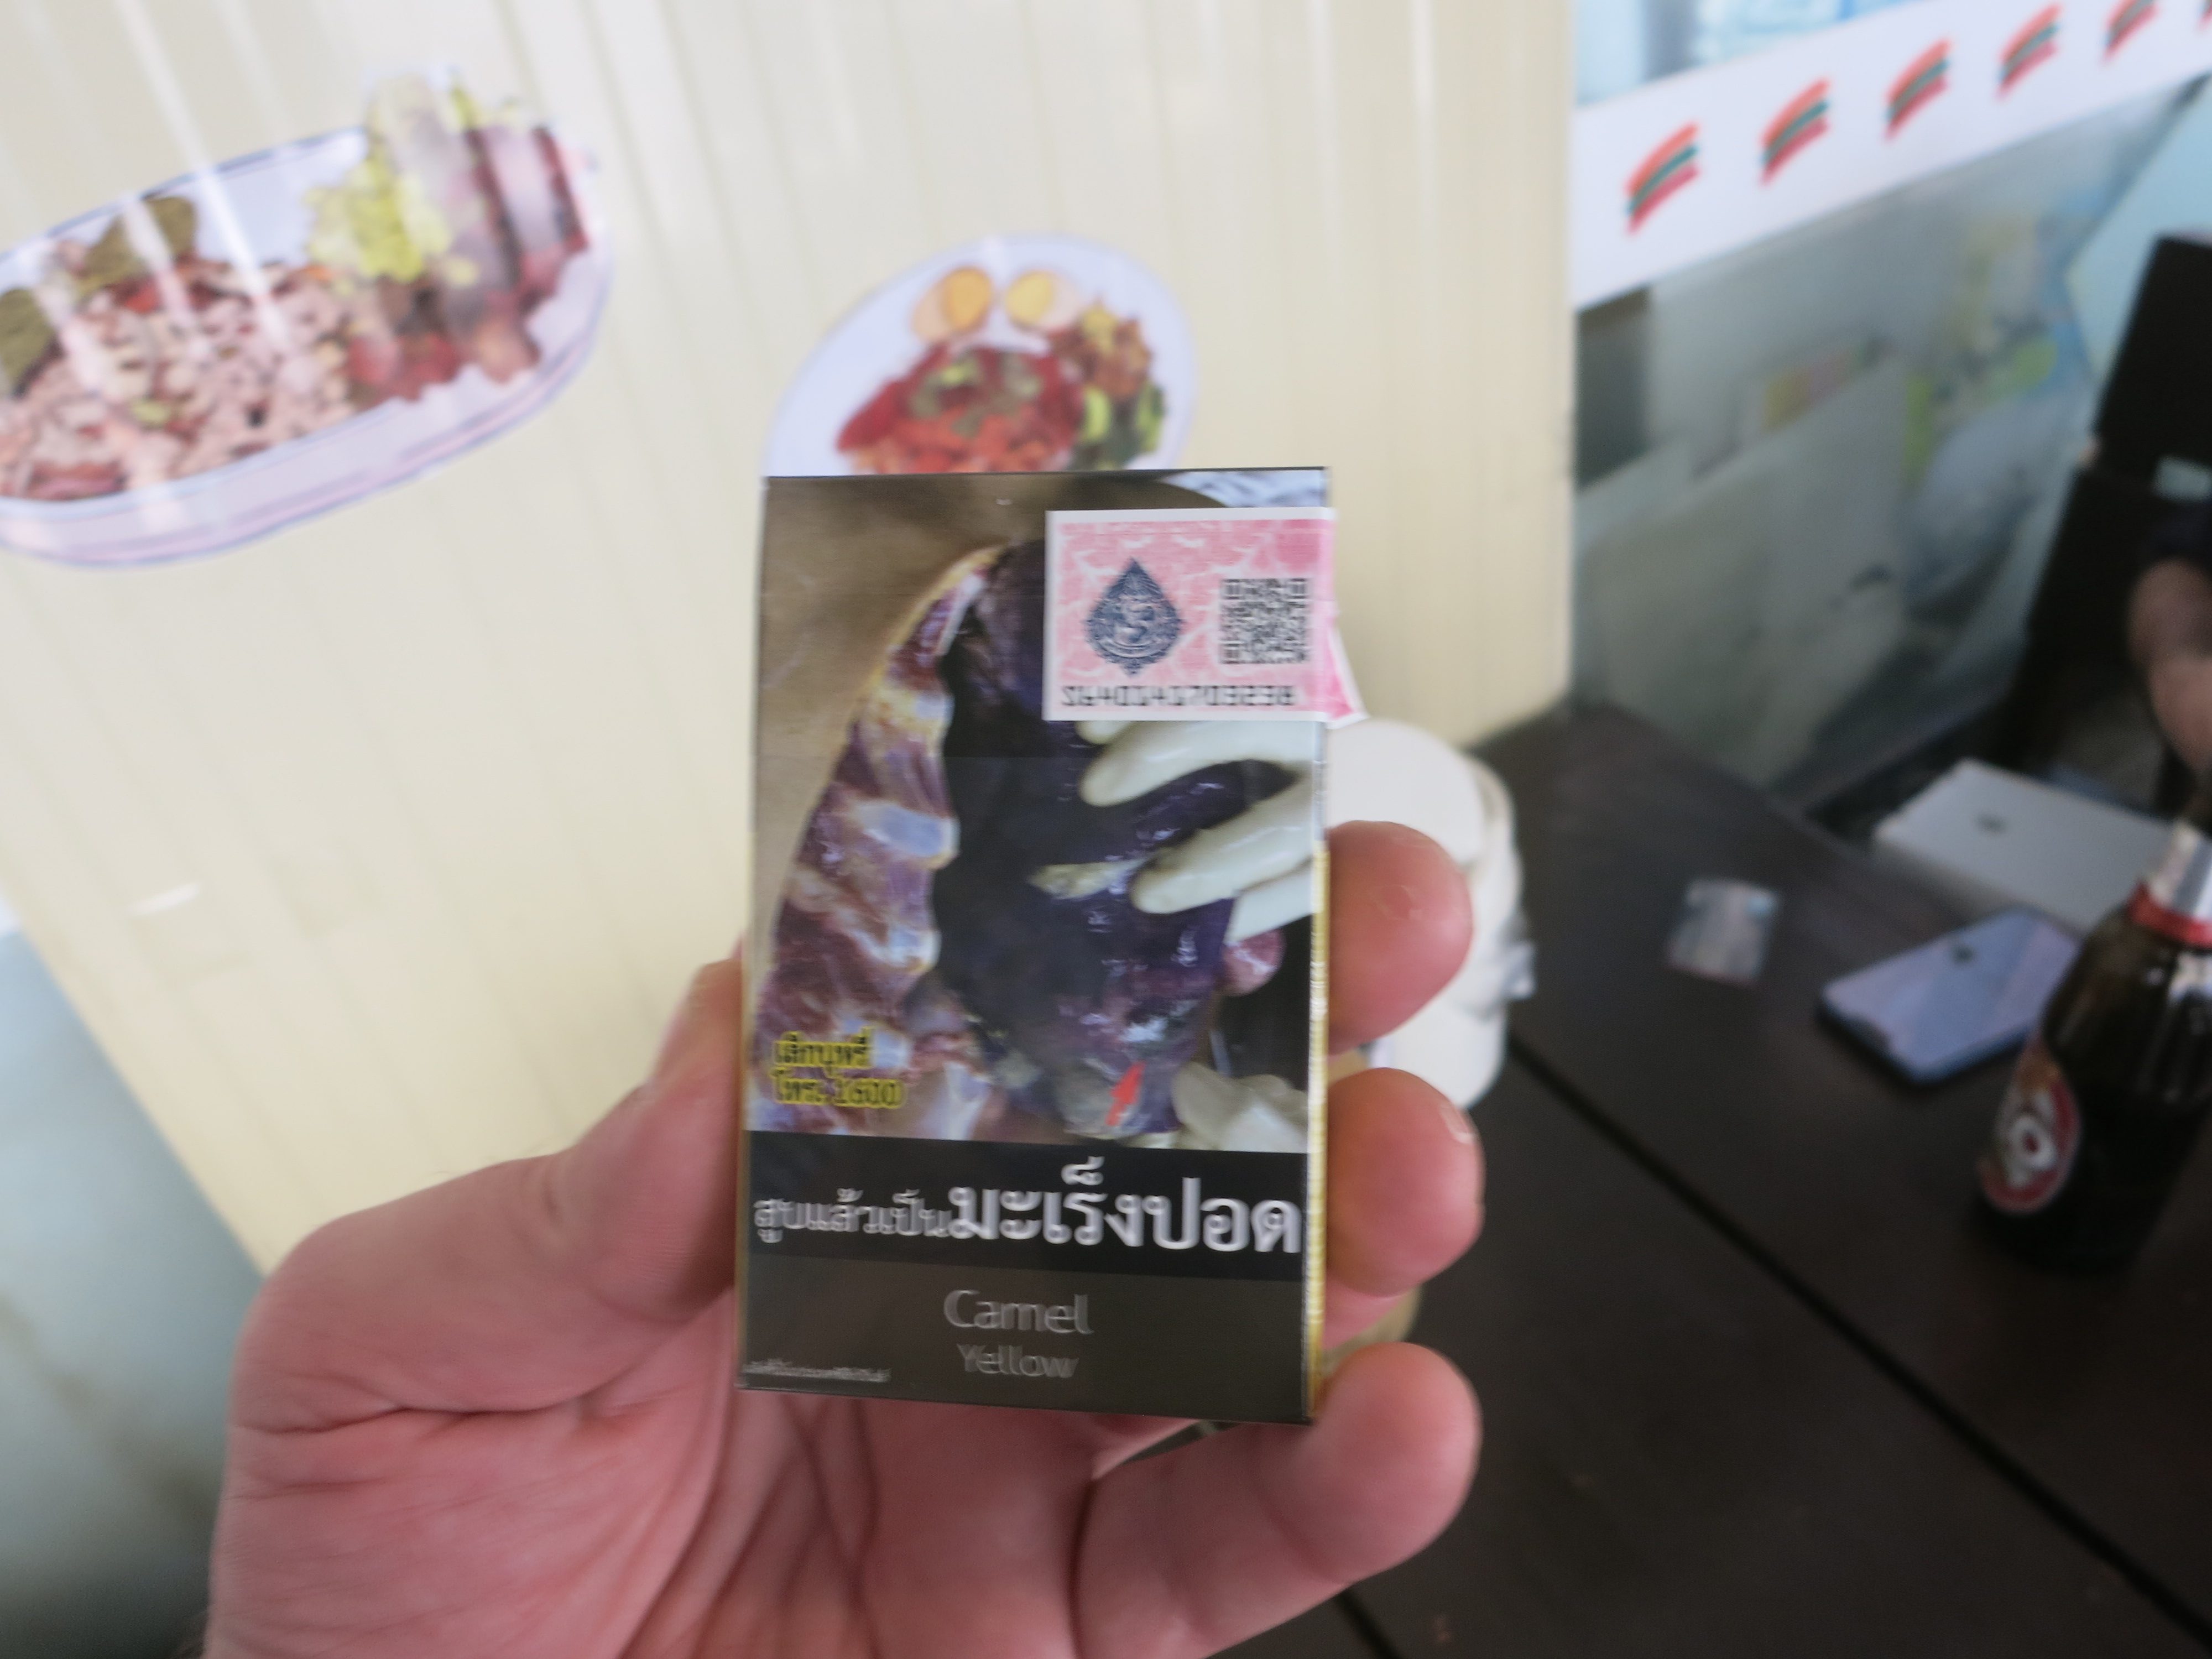 S640141703238
เลิกบุหรี่
โทร. 1600
สูบแล้วเป็นมะเร็งปอด
Camel
Yellow